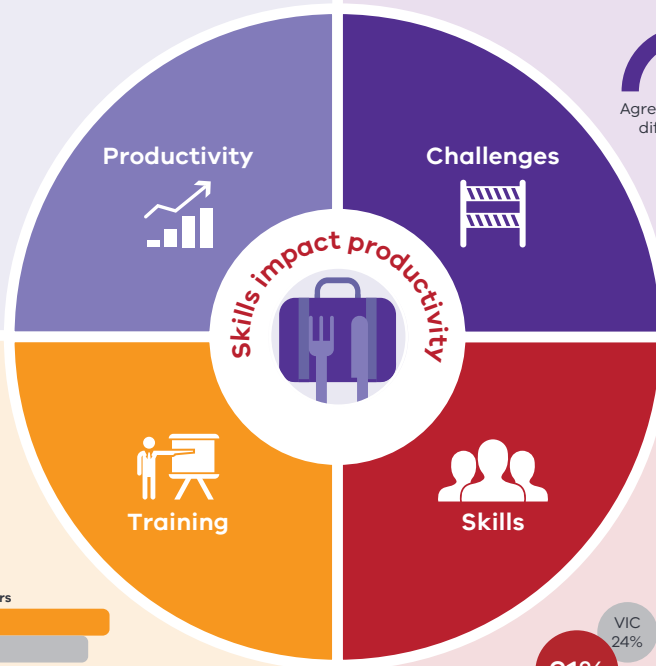 Productivity
Challenges
Skills impact productivity
Training
Skills
VIC
24%